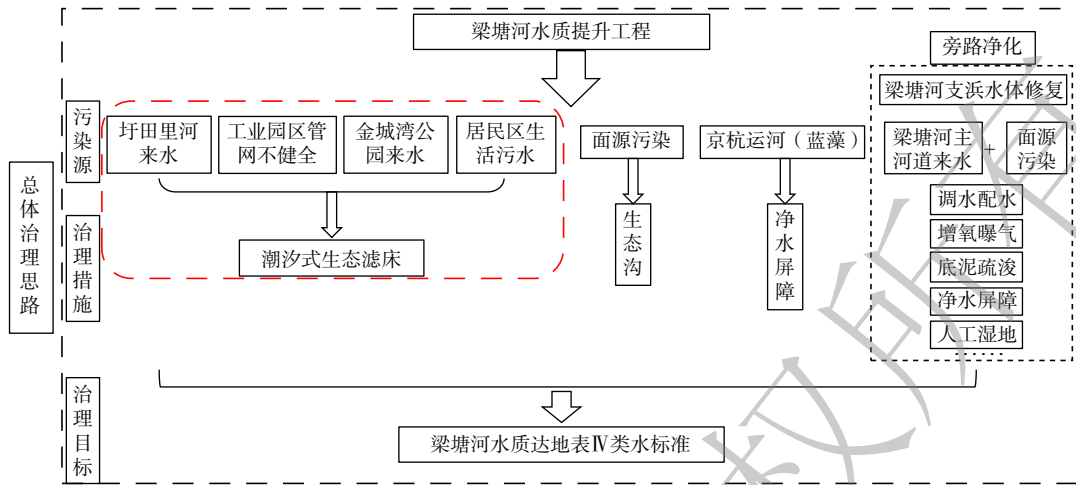 梁塘河水质提升工程
旁路净化
梁塘河支浜水体修复
污染源
圩田里河
来水
工业园区管
网不健全
金城湾公
园来水
居民区生
活污水
面源污染
京杭运河（蓝藻）
梁塘河主
河道来水
+
面源
污染
总体治理思路
治理措施
潮汐式生态滤床
生态沟
净水屏障
调水配水
增氧曝气
底泥疏浚
净水屏障
人工湿地
······
治理目标
梁塘河水质达地表Ⅳ类水标准
权所有